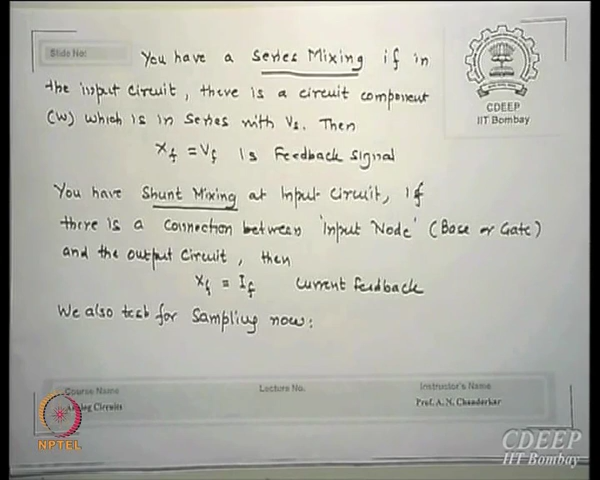 Slide No:
You have a Series Mixing if in
the input circuit, there is a circuit component
(W) which is in series with Vs. Then
Xf = Vf is Feedback signal
You have Shunt Mixing at Input Circuit, If
there is a connection between 'Input Node' (Base or Gate)
and the output circuit, then
Xf = If Current feedback
We also test for Sampling now:
CDEEP
IIT Bombay
Course Name
Analog Circuits
Lecture No.
Instructor's Name
Prof. A. N. Chandorkar
NPTEL
CDEEP
IIT Bombay